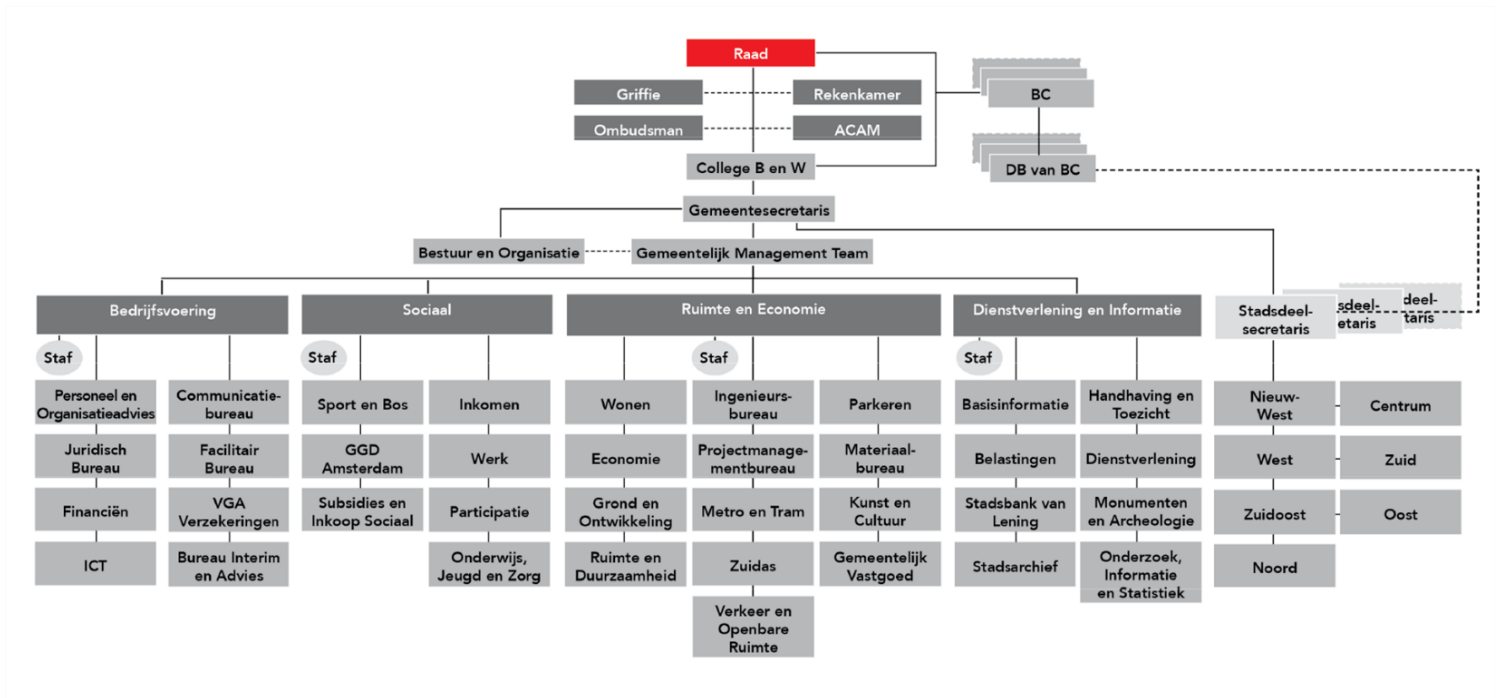 Raad
Griffie
Rekenkamer
BC
Ombudsman
ACAM
College B en W
DB van BC
Gemeentesecretaris
Bestuur en Organisatie
Gemeentelijk Management Team
Bedrijfsvoering
Sociaal
Ruimte en Economie
Dienstverlening en Informatie
Stadsdeel-
secretaris
sdeel-
etaris
deel-
taris
Staf
Staf
Staf
Staf
Personeel en
Organisatieadvies
Juridisch
Bureau
Financiën
ICT
Communicatie-
bureau
Facilitair
Bureau
VGA
Verzekeringen
Bureau Interim
en Advies
Sport en Bos
GGD
Amsterdam
Subsidies en
Inkoop Sociaal
Inkomen
Werk
Participatie
Onderwijs,
Jeugd en Zorg
Wonen
Economie
Grond en
Ontwikkeling
Ruimte en
Duurzaamheid
Ingenieurs-
bureau
Projectmanage-
mentbureau
Metro en Tram
Zuidas
Verkeer en
Openbare
Ruimte
Parkeren
Materiaal-
bureau
Kunst en
Cultuur
Gemeentelijk
Vastgoed
Basisinformatie
Belastingen
Stadsbank van
Lening
Stadsarchief
Handhaving en
Toezicht
Dienstverlening
Monumenten
en Archeologie
Onderzoek,
Informatie
en Statistiek
Nieuw-
West
West
Zuidoost
Noord
Centrum
Zuid
Oost